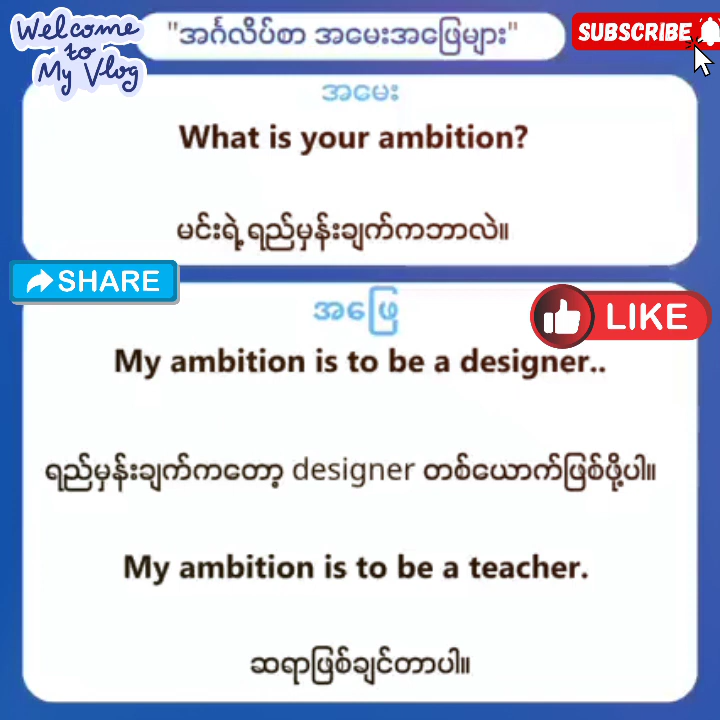 Welcome
to
My Vlog
"အင်္ဂလိပ်စာ အမေးအဖြေများ"
SUBSCRIBE
အမေး
What is your ambition?
မင်းရဲ့ ရည်မှန်းချက်ကဘာလဲ။
SHARE
အဖြေ
LIKE
My ambition is to be a designer..
ရည်မှန်းချက်ကတော့ designer တစ်ယောက်ဖြစ်ဖို့ပါ။
My ambition is to be a teacher.
ဆရာဖြစ်ချင်တာပါ။